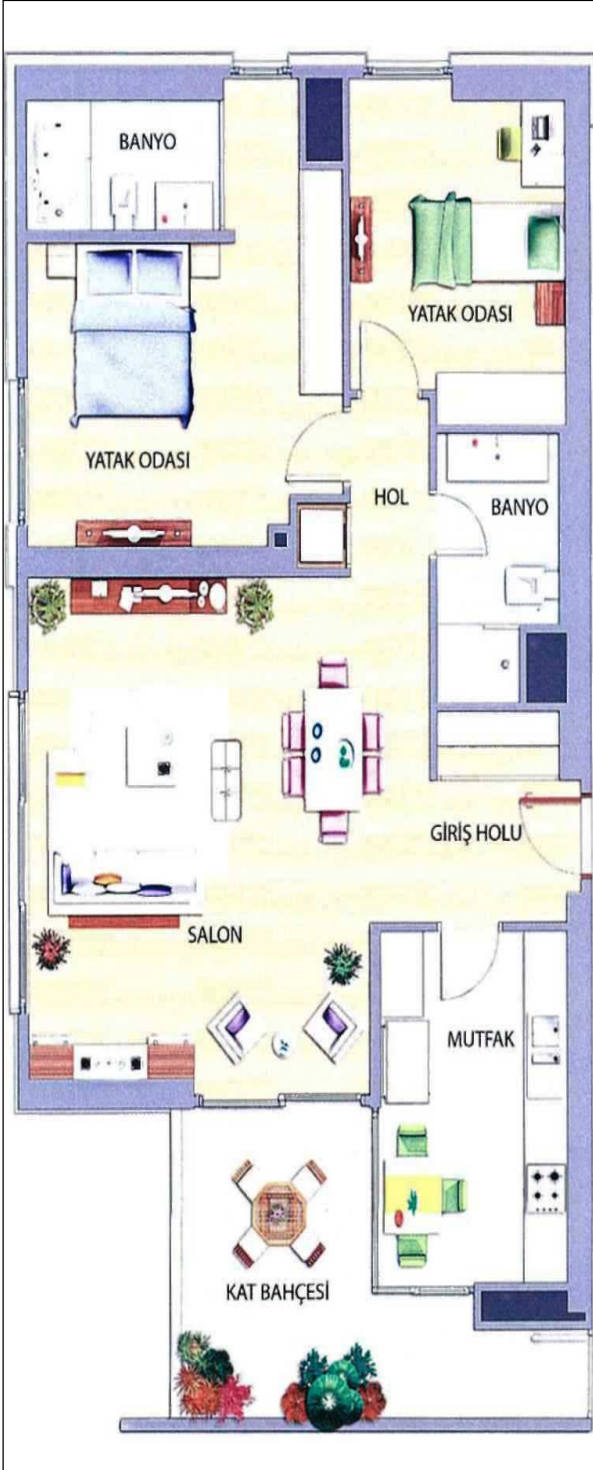 BANYO
YATAK ODASI
YATAK ODASI
HOL
BANYO
GİRİŞ HOLU
SALON
MUTFAK
KAT BAHÇESİ